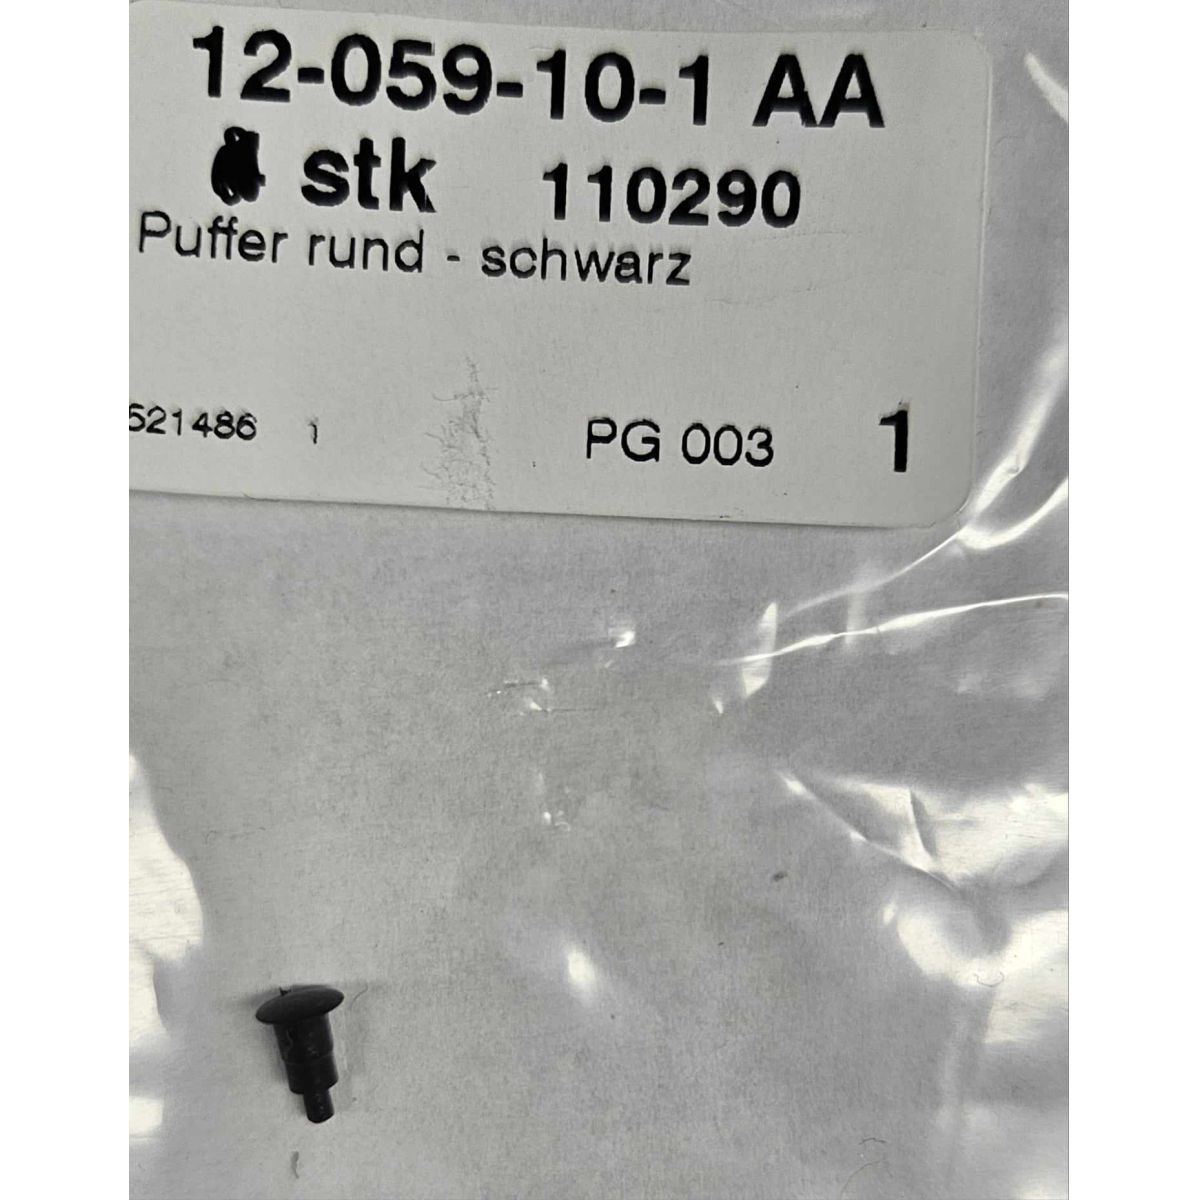 12-059-10-1 AA
stk 110290
Puffer rund - schwarz
521486 1 PG 003 1